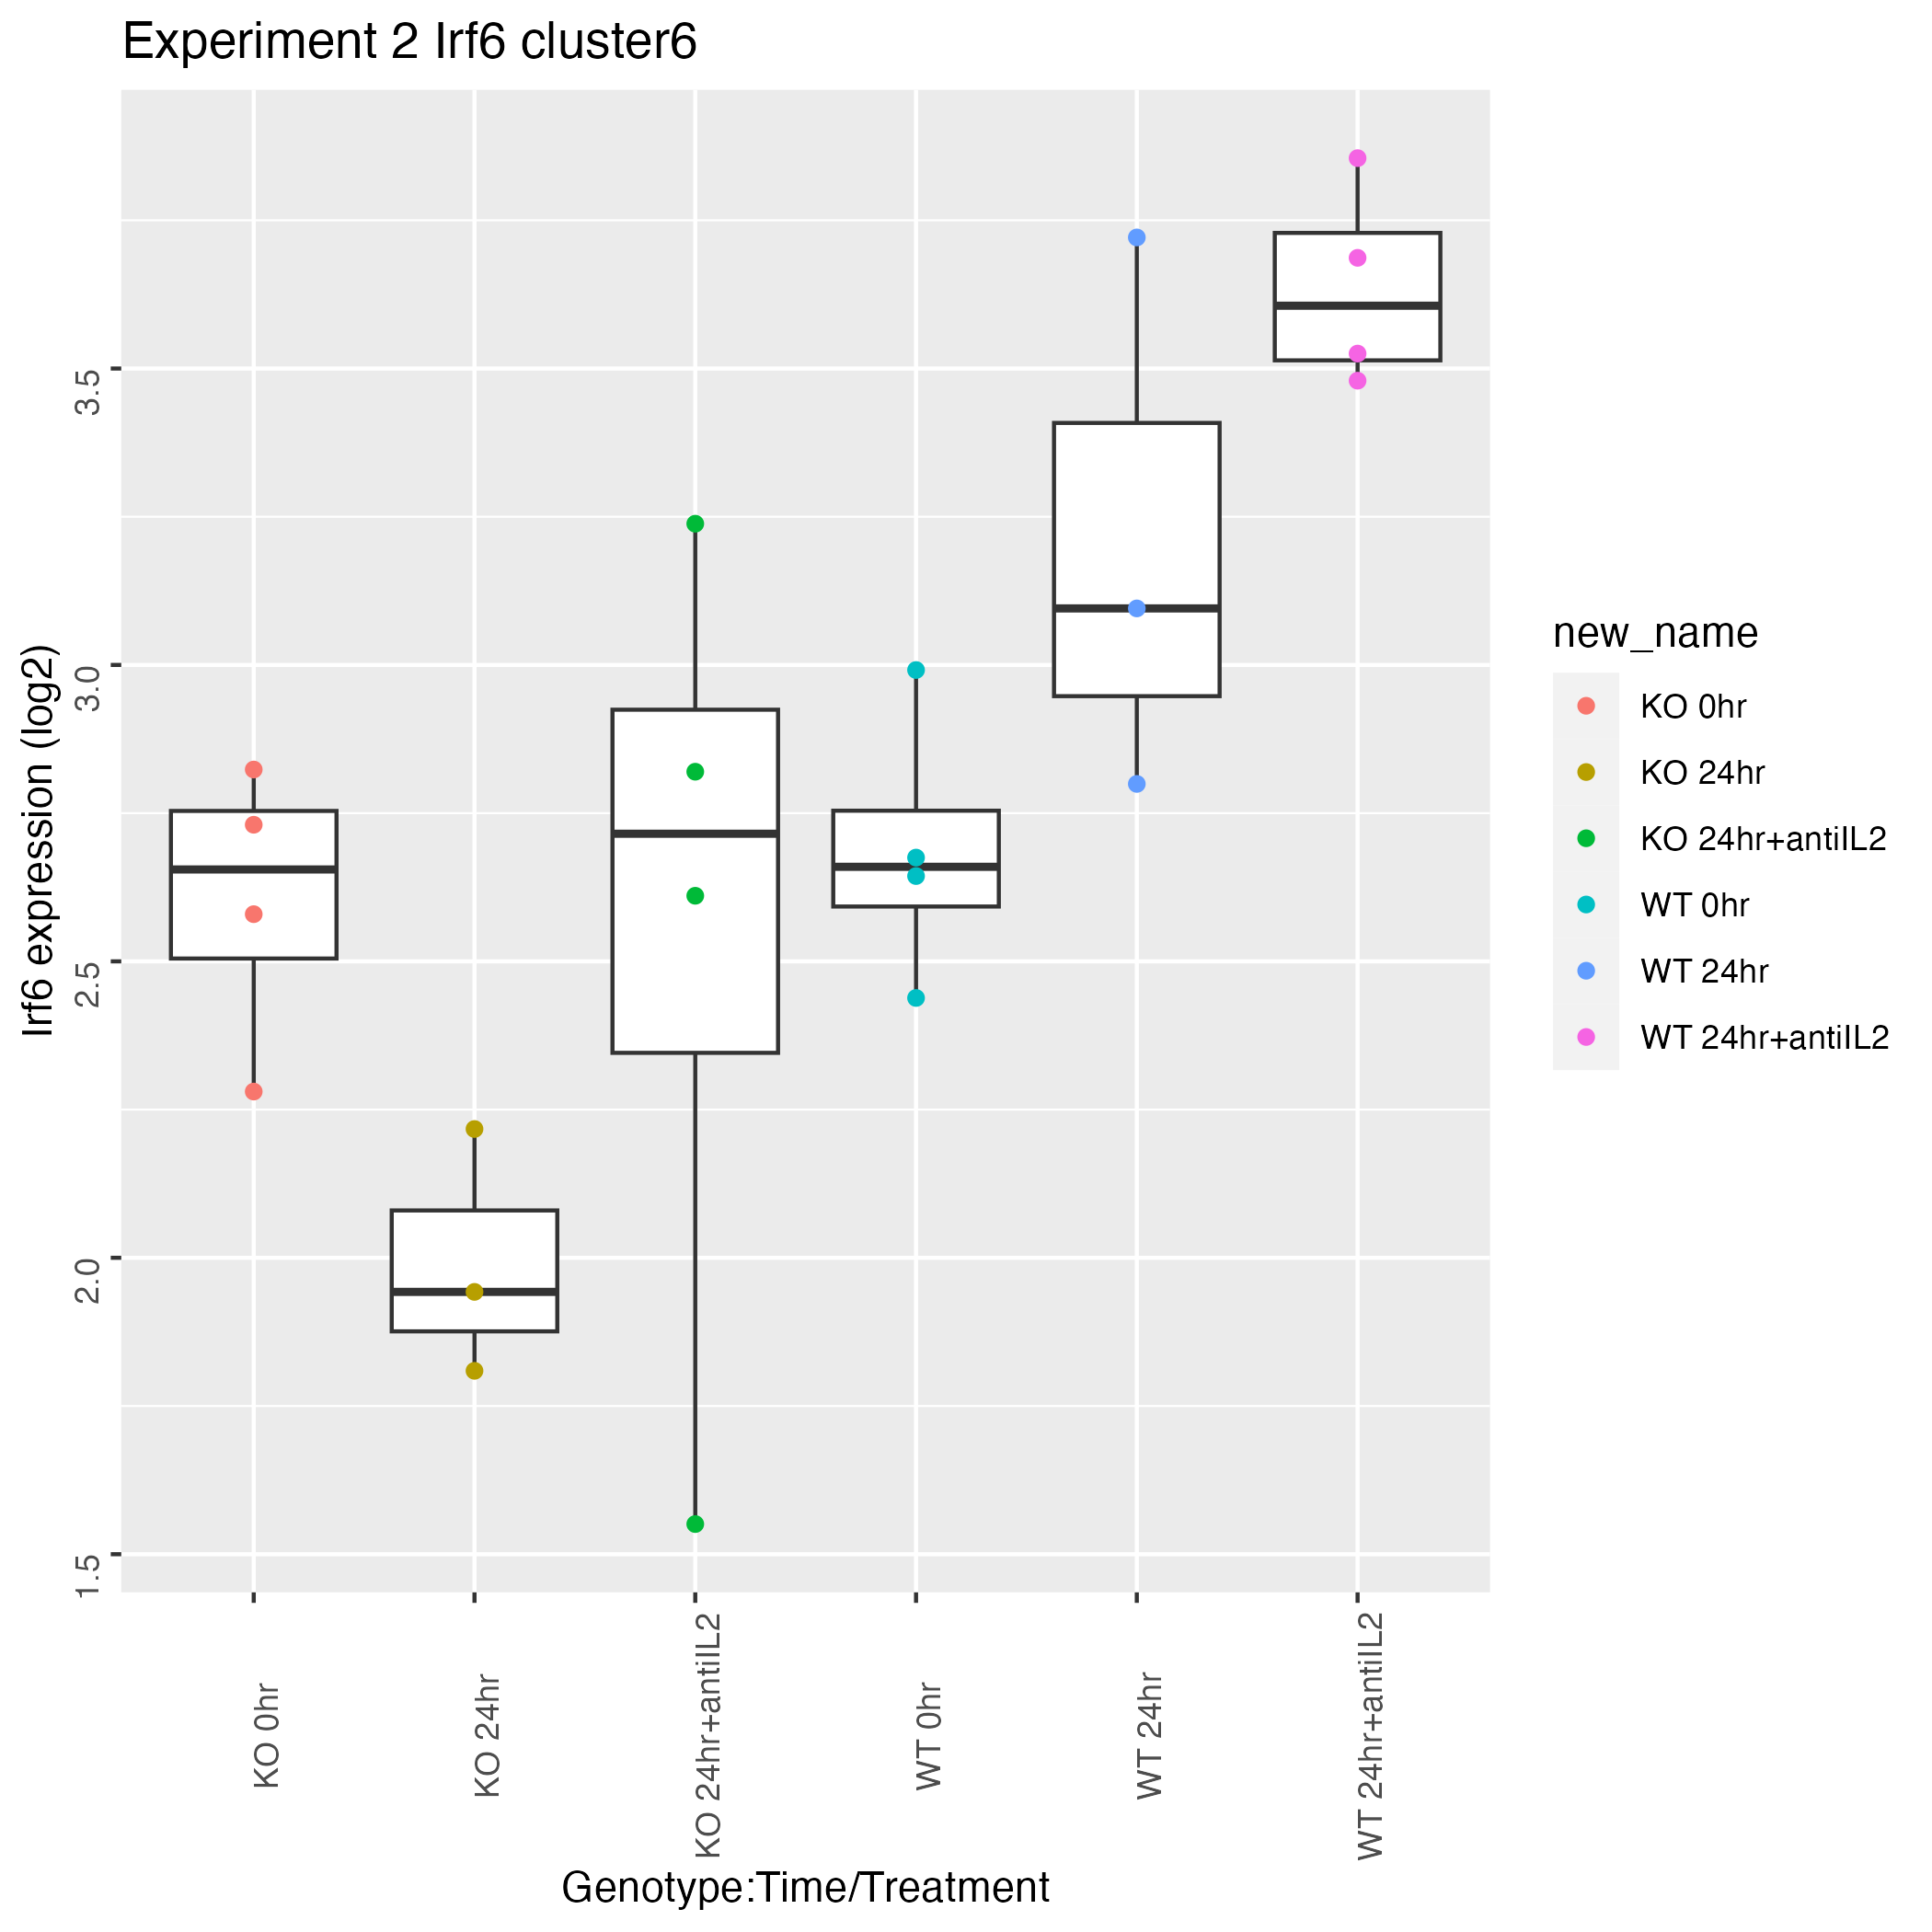 Experiment 2 Irf6 cluster6
Irf6 expression (log2)
3.5
3.0
2.5
2.0
1.5
KO 0hr
KO 24hr
KO 24hr+antiIL2
WT 0hr
WT 24hr
WT 24hr+antiIL2
Genotype:Time/Treatment
new_name
KO 0hr
KO 24hr
KO 24hr+antiIL2
WT 0hr
WT 24hr
WT 24hr+antiIL2